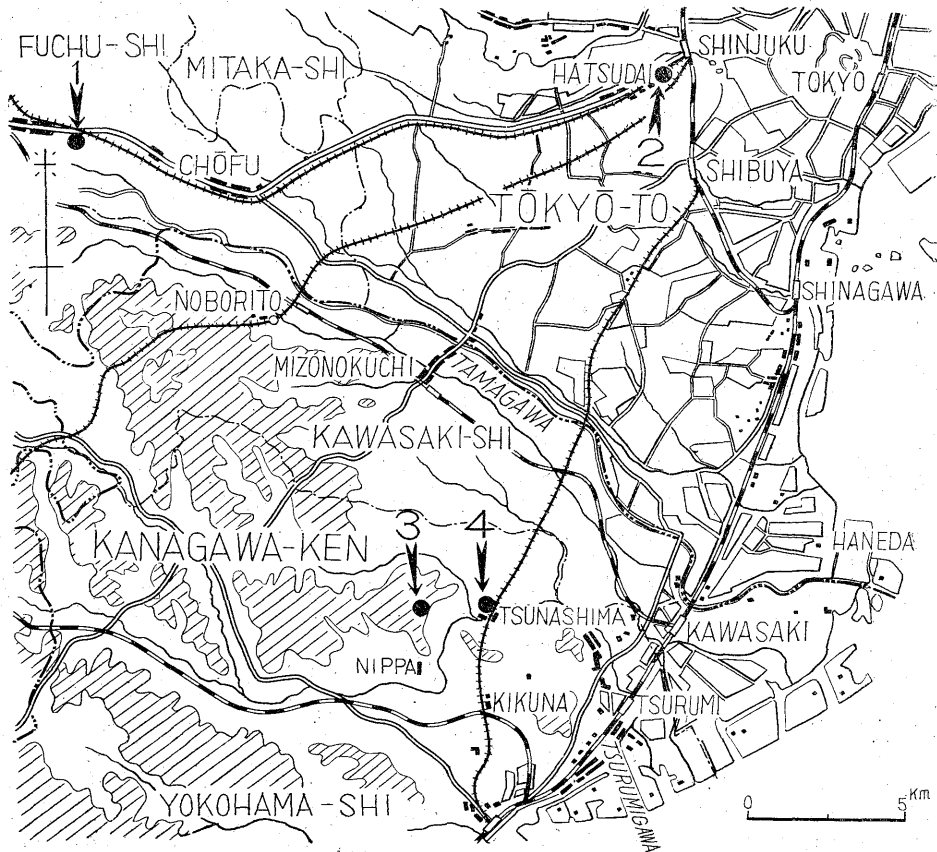 FUCHU-SHI
1
MITAKA-SHI
SHINJUKU
HATSUDAI
TOKYO
CHŌFU
2
SHIBUYA
TŌKYŌ-TO
NOBORITO
SHINAGAWA
MIZONOKUCHI
TAMAGAWA
KAWASAKI-SHI
3
4
KANAGAWA-KEN
HANEDA
TSUNASHIMA
KAWASAKI
NIPPA
KIKUNA
TSURUMI
TSURUMIGAWA
YOKOHAMA-SHI
0 5 Km